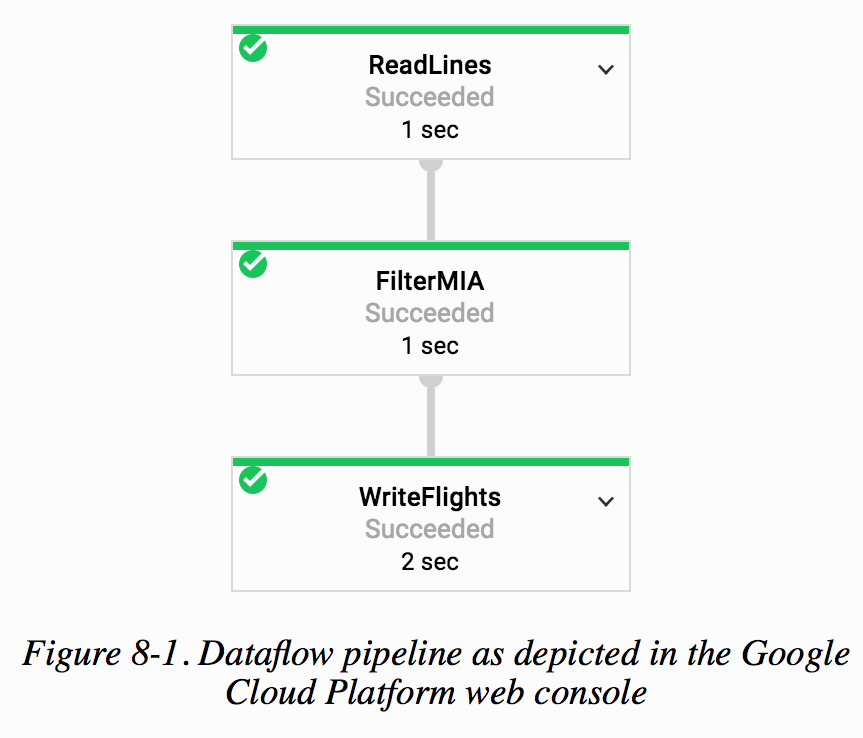 ReadLines
Succeeded
1 sec
FilterMIA
Succeeded
1 sec
WriteFlights
Succeeded
2 sec
Figure 8-1. Dataflow pipeline as depicted in the Google
Cloud Platform web console